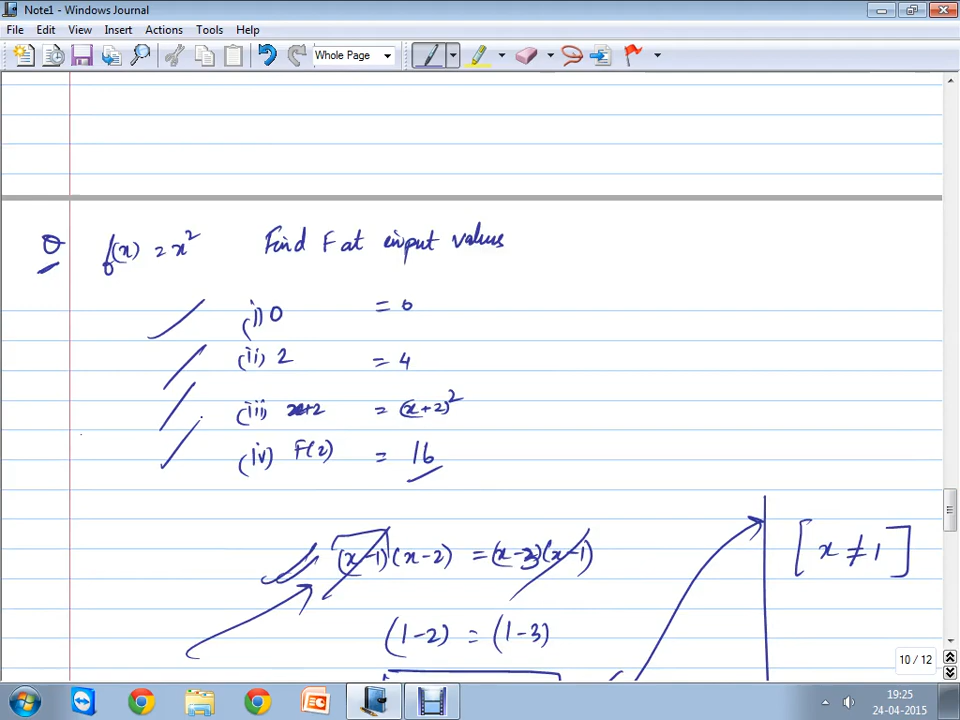 Note1 - Windows Journal
File Edit View Insert Actions Tools Help
Whole Page
Q f(x) = x² Find F at input values
(i) 0 = 0
(ii) 2 = 4
(iii) x+2 = (x+2)²
(iv) F(2) = 16
(x-1)(x-2) = (x-3)(x-1)
[x ≠ 1]
(1-2) = (1-3)
10 / 12
19:25
24-04-2015